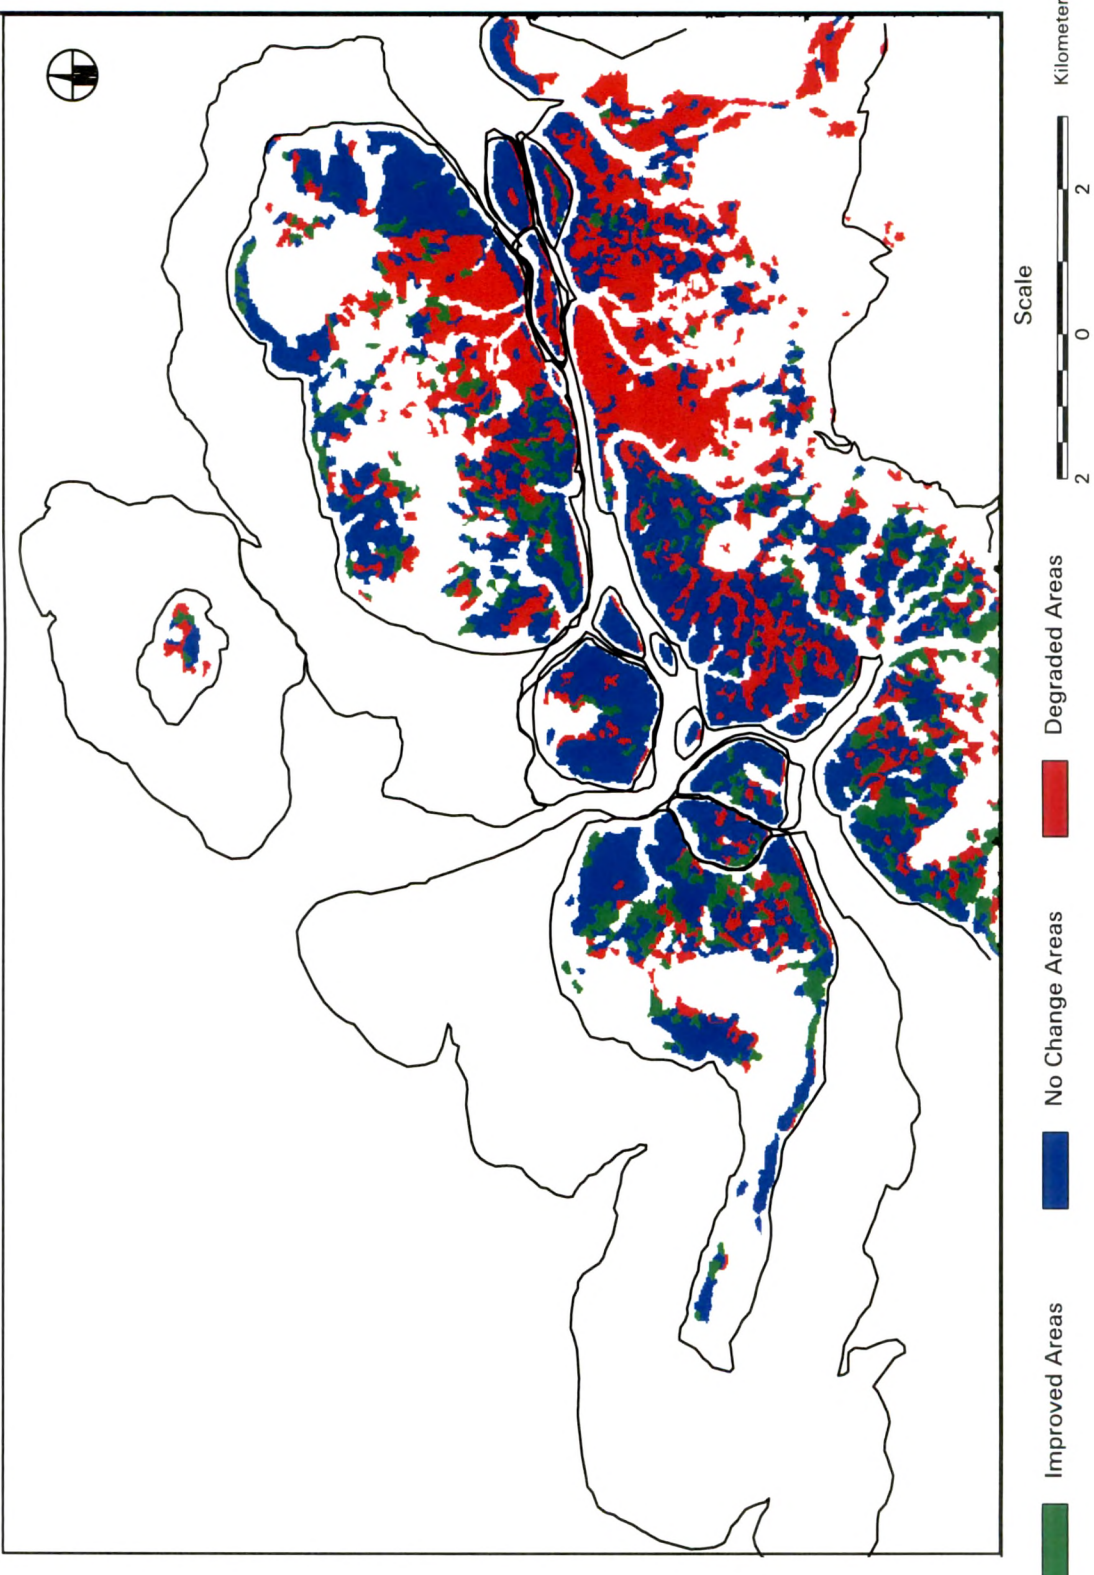 Improved Areas
No Change Areas
Degraded Areas
Scale
2 0 2
Kilometer